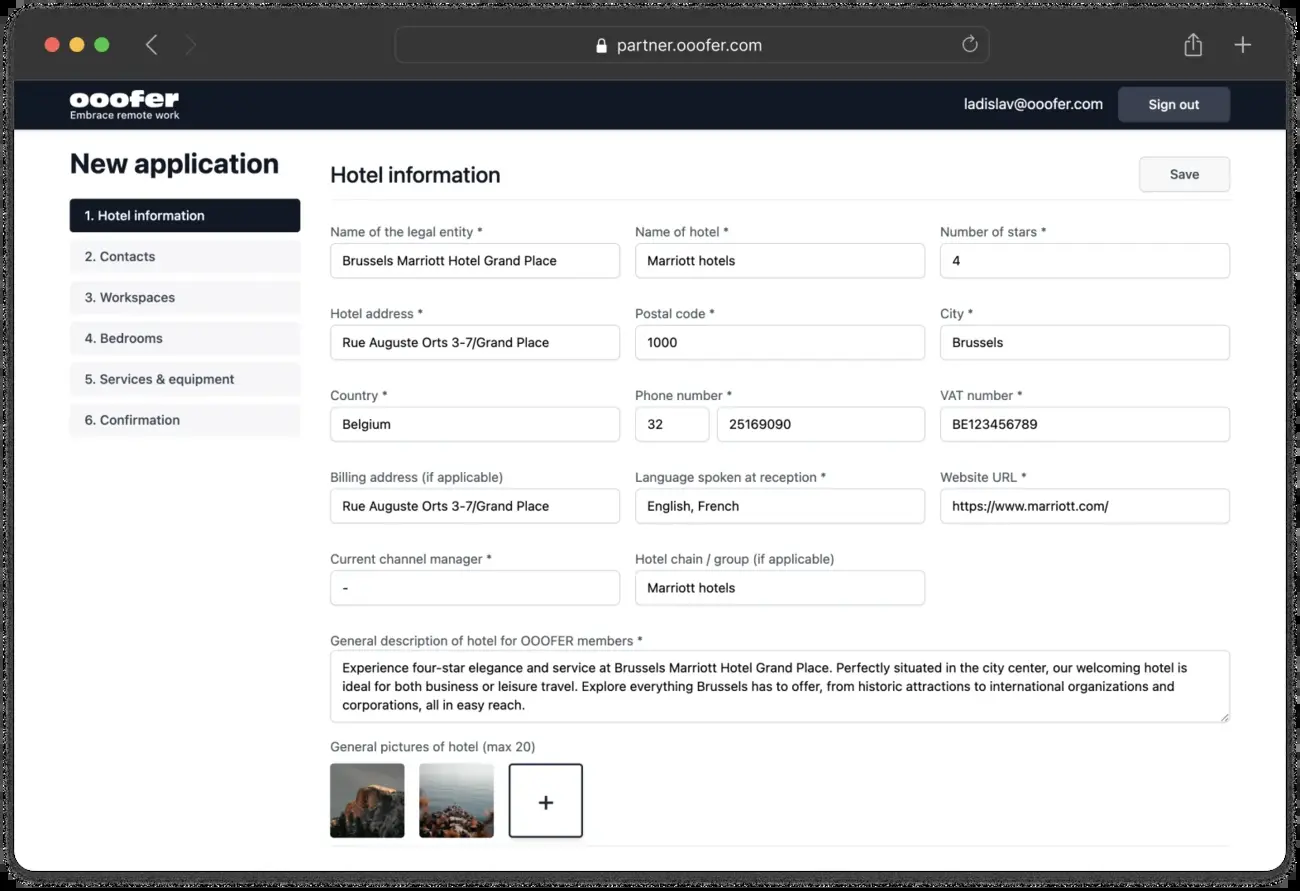 partner.ooofer.com
ooofer
Embrace remote work
ladislav@ooofer.com
Sign out
New application
1. Hotel information
2. Contacts
3. Workspaces
4. Bedrooms
5. Services & equipment
6. Confirmation
Hotel information
Save
Name of the legal entity *
Name of hotel *
Number of stars *
Brussels Marriott Hotel Grand Place
Marriott hotels
4
Hotel address *
Postal code *
City *
Rue Auguste Orts 3-7/Grand Place
1000
Brussels
Country *
Phone number *
VAT number *
Belgium
32
25169090
BE123456789
Billing address (if applicable)
Language spoken at reception *
Website URL *
Rue Auguste Orts 3-7/Grand Place
English, French
https://www.marriott.com/
Current channel manager *
Hotel chain / group (if applicable)
-
Marriott hotels
General description of hotel for OOOFER members *
Experience four-star elegance and service at Brussels Marriott Hotel Grand Place. Perfectly situated in the city center, our welcoming hotel is
ideal for both business or leisure travel. Explore everything Brussels has to offer, from historic attractions to international organizations and
corporations, all in easy reach.
General pictures of hotel (max 20)
+